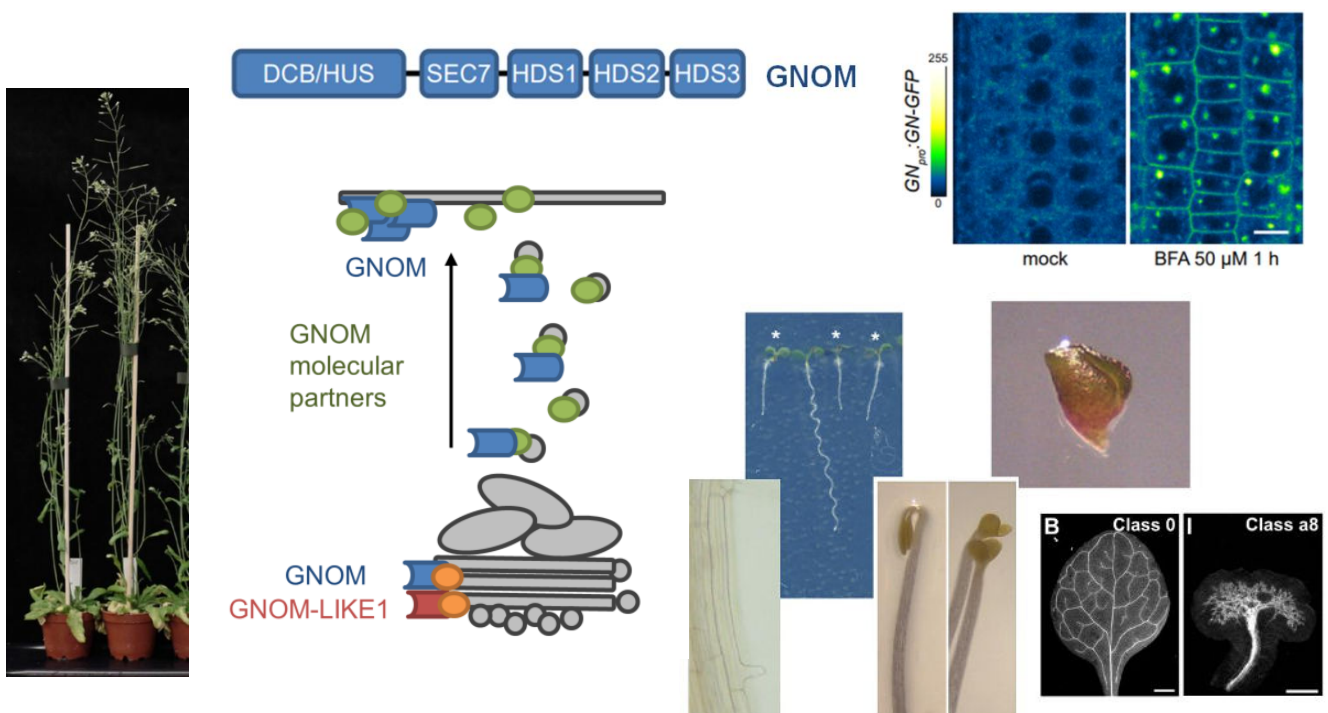 DCB/HUS SEC7 HDS1 HDS2 HDS3 GNOM
GNOM
GNOM
molecular
partners
GNOM
GNOM-LIKE1
GNpro:GN-GFP
255
0
mock
BFA 50 µM 1 h
* * *
B Class 0
I Class a8